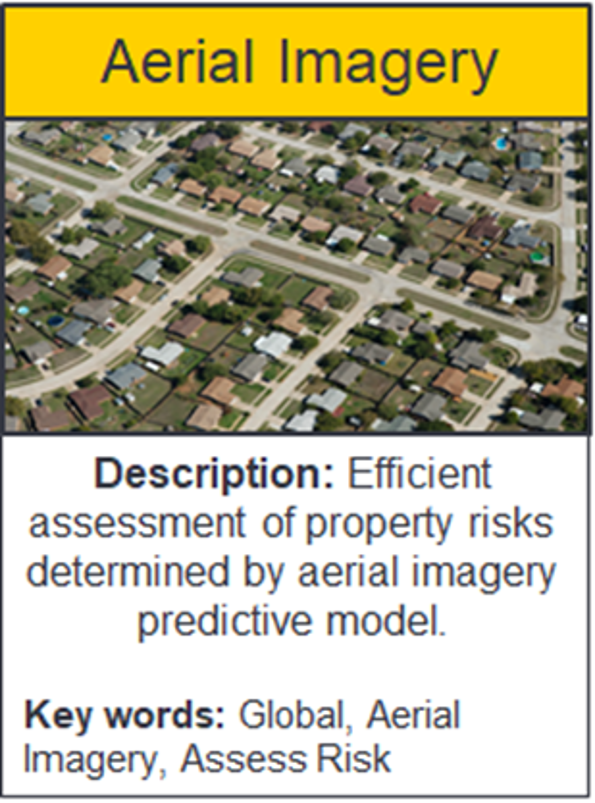 Aerial Imagery
Description: Efficient
assessment of property risks
determined by aerial imagery
predictive model.
Key words: Global, Aerial
Imagery, Assess Risk